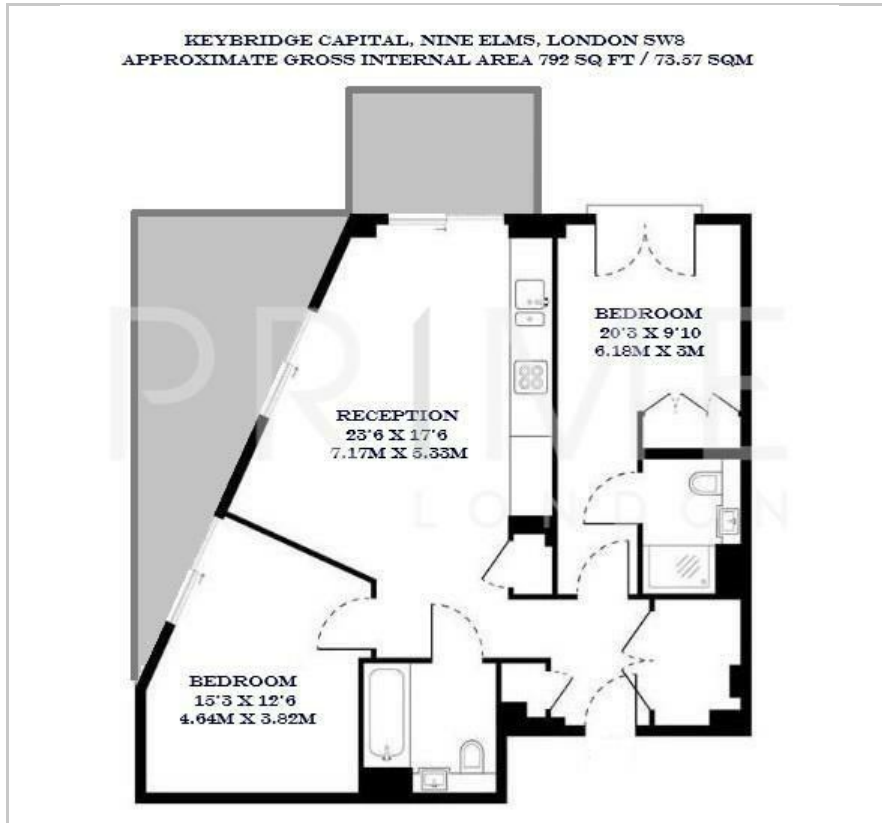 KEYBRIDGE CAPITAL, NINE ELMS, LONDON SW8
APPROXIMATE GROSS INTERNAL AREA 792 SQ FT / 73.57 SQM
BEDROOM
20'3 X 9'10
6.18M X 3M
PRIME
LONDON
RECEPTION
23'6 X 17'6
7.17M X 5.33M
BEDROOM
15'3 X 12'6
4.64M X 3.82M